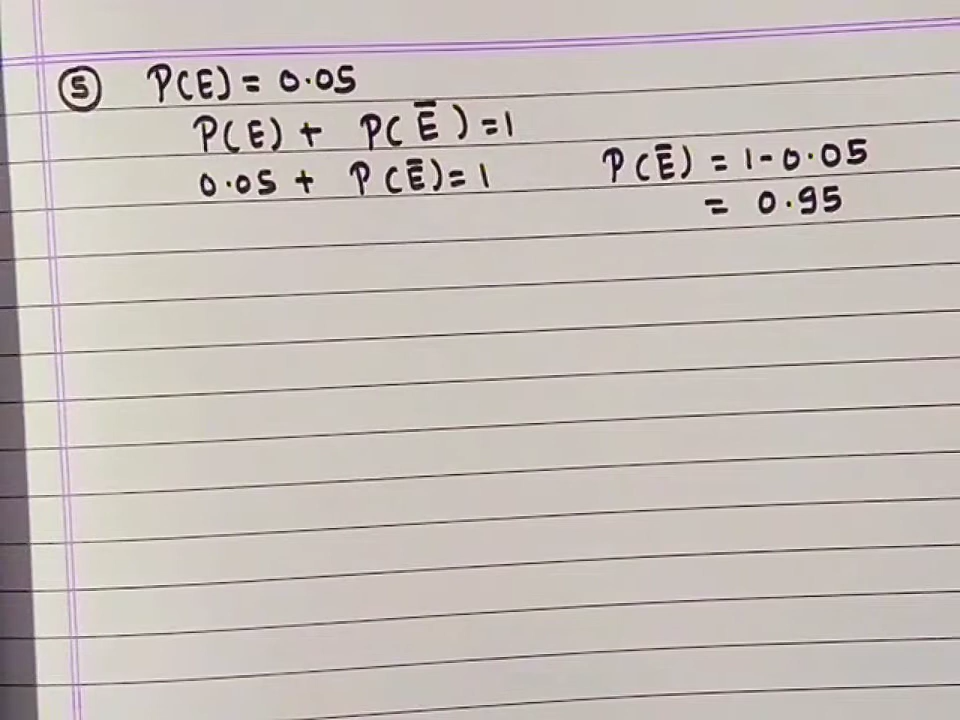 ⑤ P(E) = 0.05
P(E) + P(Ē) = 1
0.05 + P(Ē) = 1
P(Ē) = 1 - 0.05
= 0.95